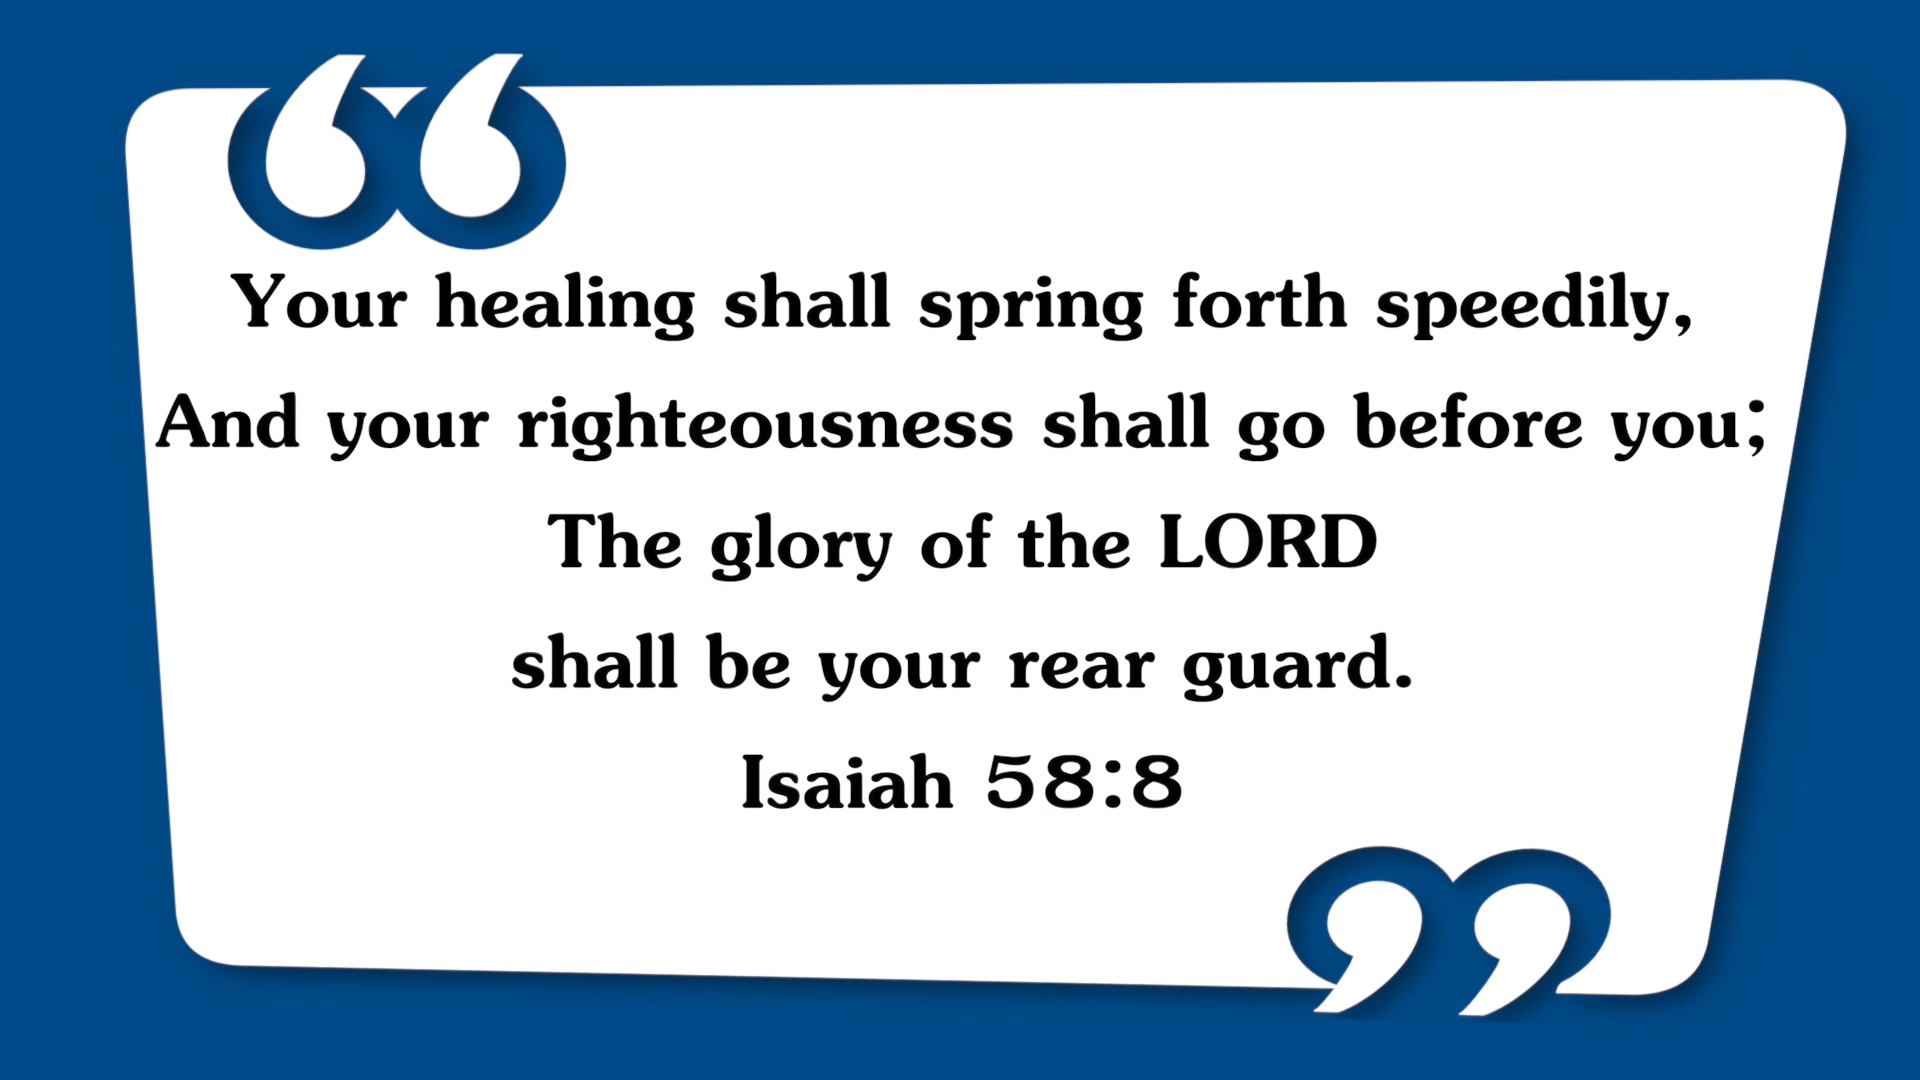 Your healing shall spring forth speedily,
And your righteousness shall go before you;
The glory of the LORD
shall be your rear guard.
Isaiah 58:8